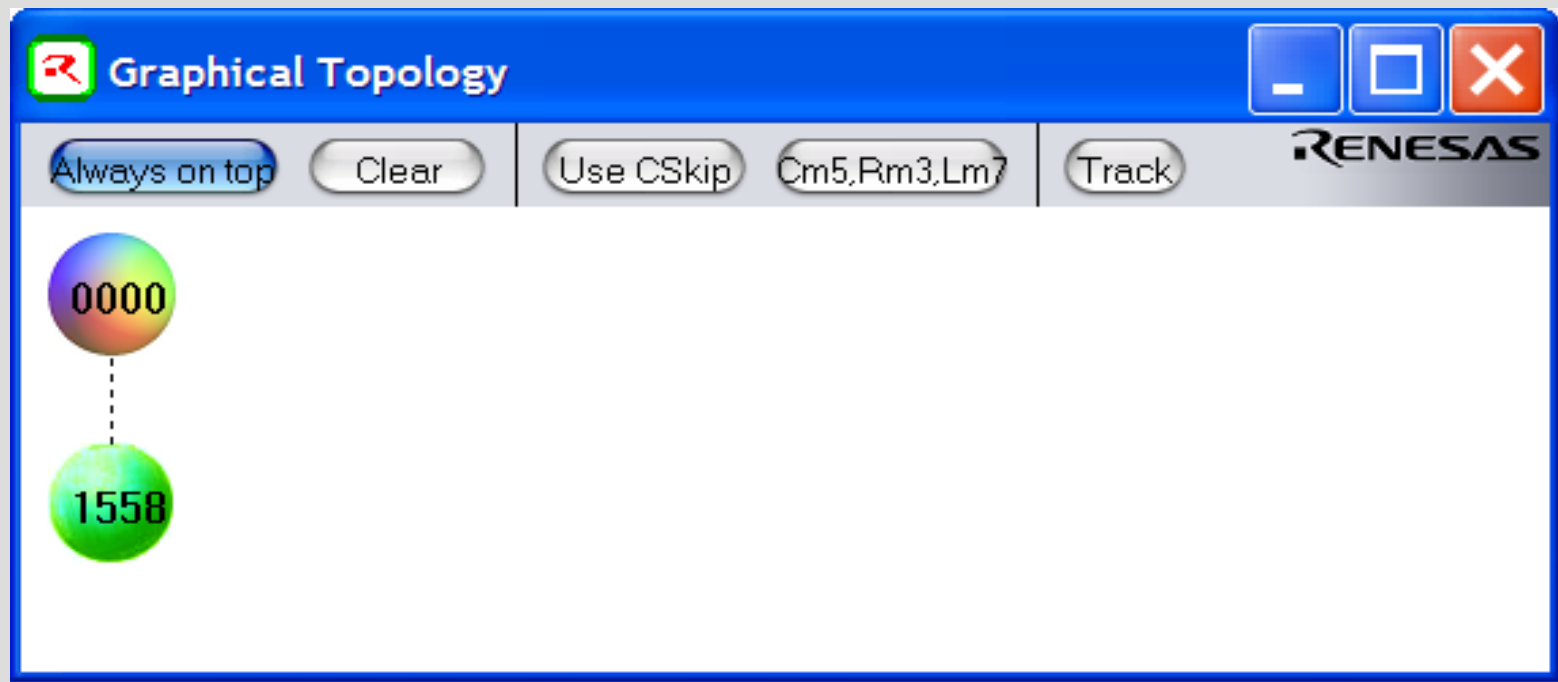 Graphical Topology
Always on top Clear Use CSkip Cm5,Rm3,Lm7 Track RENESAS
0000
1558